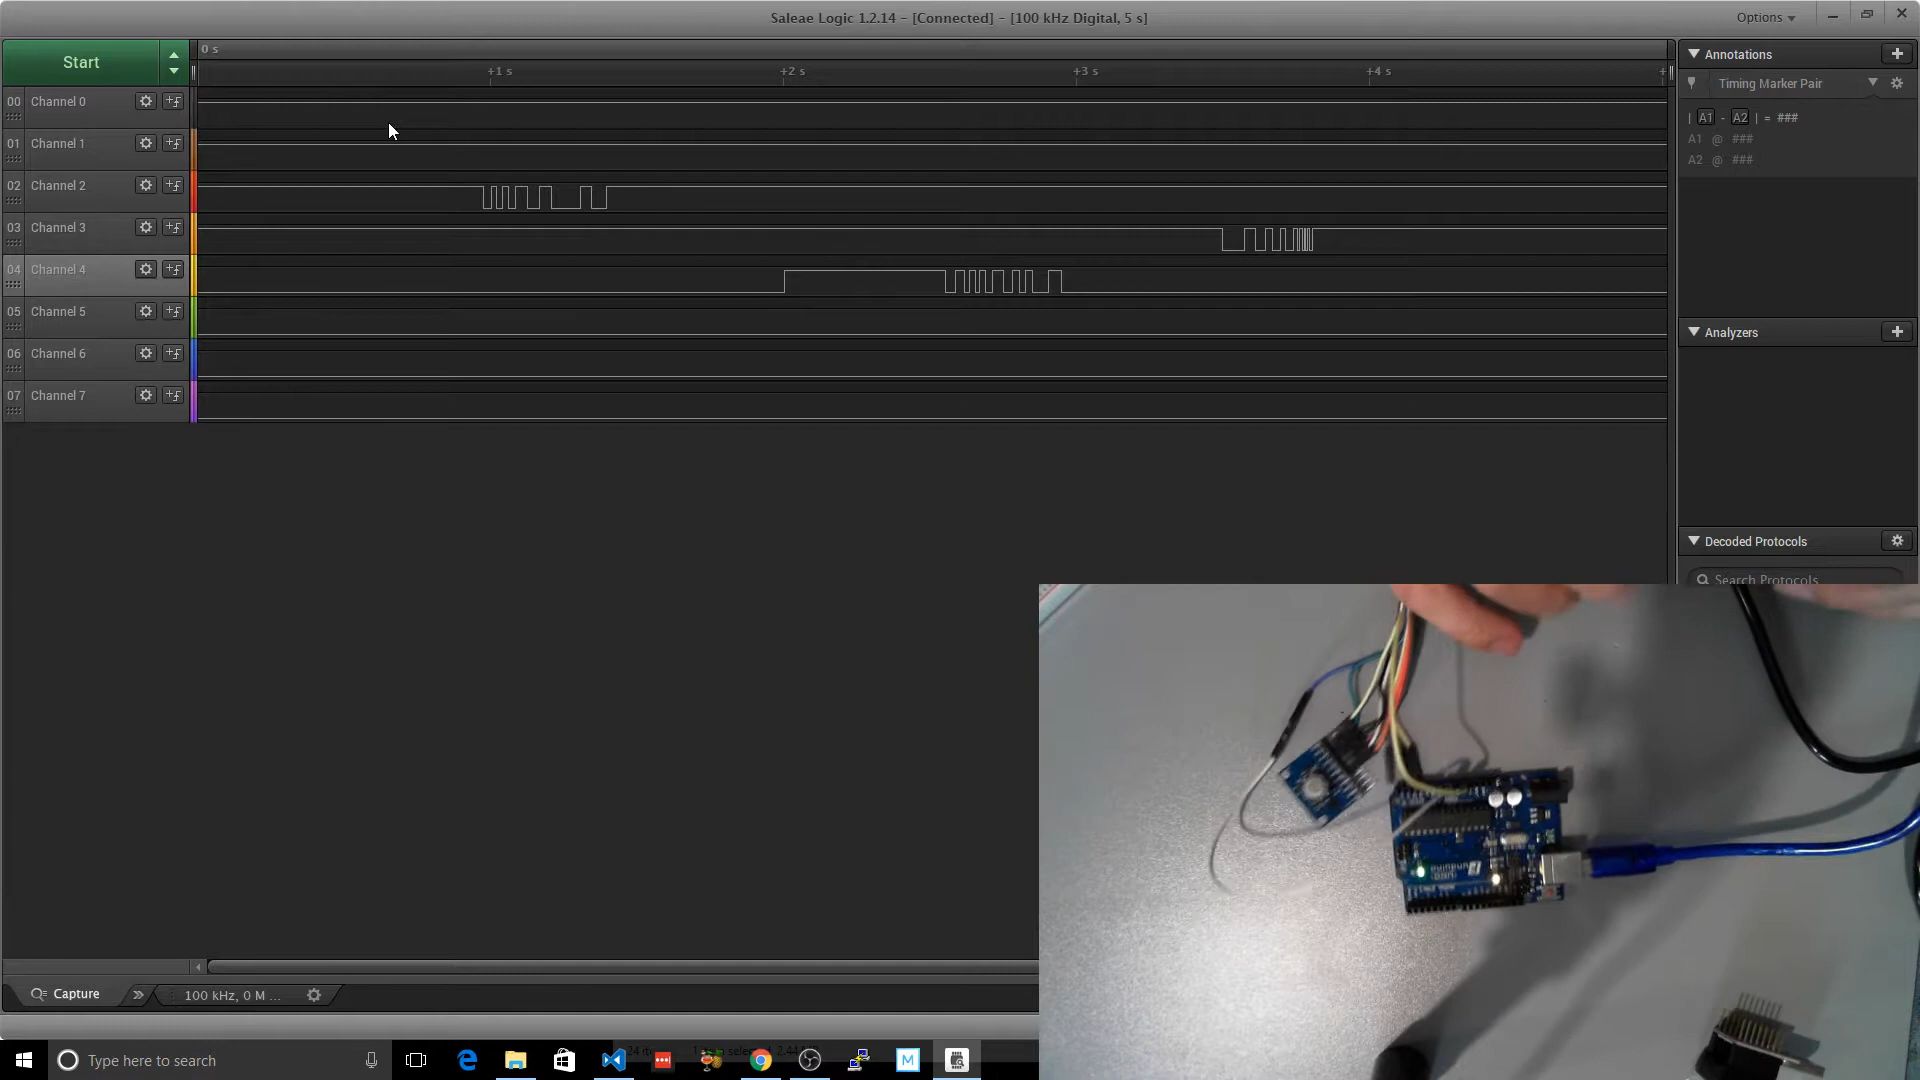 Saleae Logic 1.2.14 - [Connected] - [100 kHz Digital, 5 s]
Options
Start
0 s
+1 s
+2 s
+3 s
+4 s
+
00 Channel 0
01 Channel 1
02 Channel 2
03 Channel 3
04 Channel 4
05 Channel 5
06 Channel 6
07 Channel 7
Annotations
Timing Marker Pair
| A1 - A2 | = ###
A1 @ ###
A2 @ ###
Analyzers
Decoded Protocols
Search Protocols
Capture
100 kHz, 0 M ...
Type here to search
M